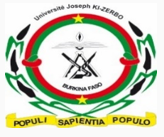 Université Joseph KI-ZERBO
BURKINA FASO
POPULI SAPIENTIA POPULO